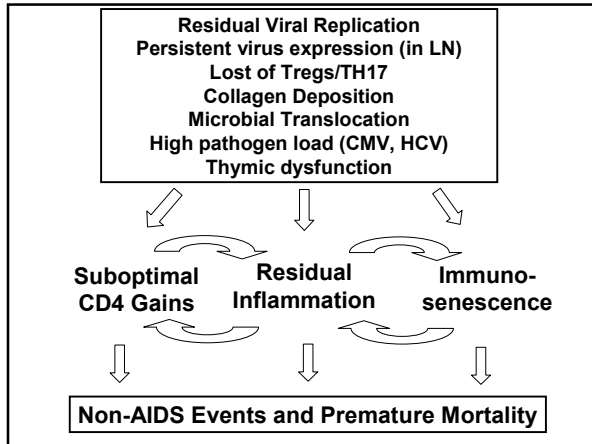 Residual Viral Replication
Persistent virus expression (in LN)
Lost of Tregs/TH17
Collagen Deposition
Microbial Translocation
High pathogen load (CMV, HCV)
Thymic dysfunction
Suboptimal
CD4 Gains
Residual
Inflammation
Immuno-
senescence
Non-AIDS Events and Premature Mortality